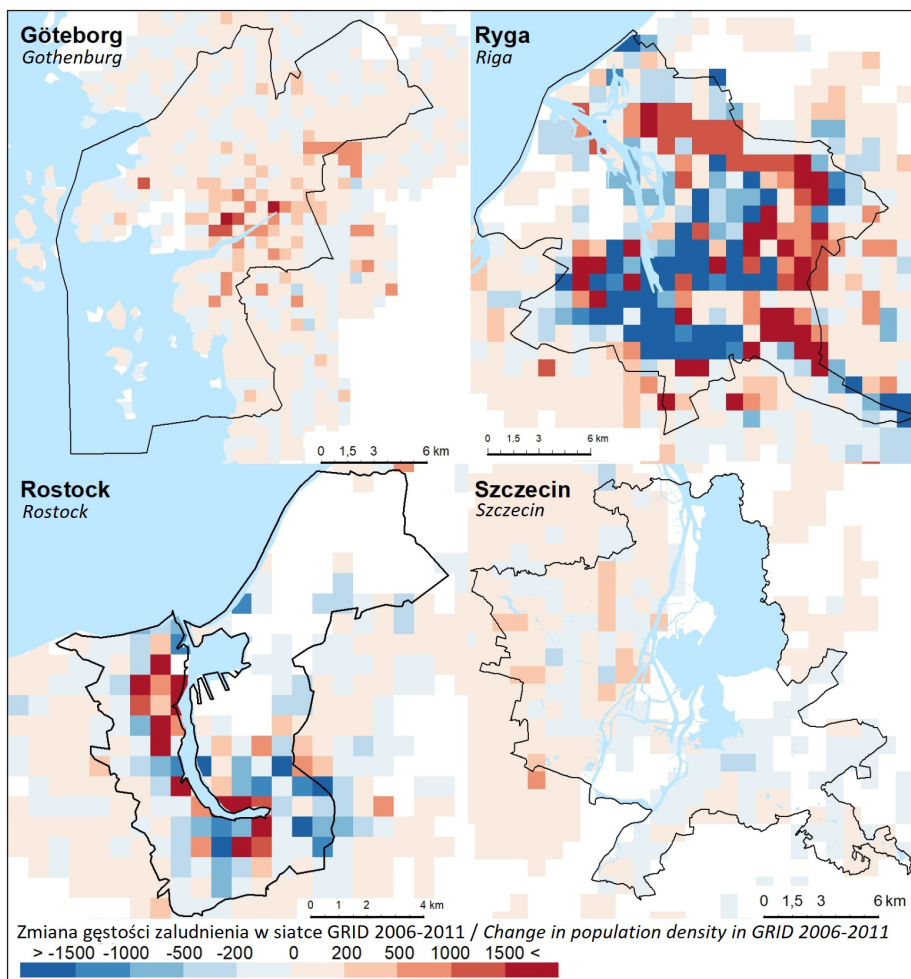 Göteborg
Gothenburg
0 1,5 3 6 km
Ryga
Riga
0 1,5 3 6 km
Rostock
Rostock
0 1 2 4 km
Szczecin
Szczecin
0 1,5 3 6 km
Zmiana gęstości zaludnienia w siatce GRID 2006-2011 / Change in population density in GRID 2006-2011
> -1500 -1000 -500 -200 0 200 500 1000 1500 <